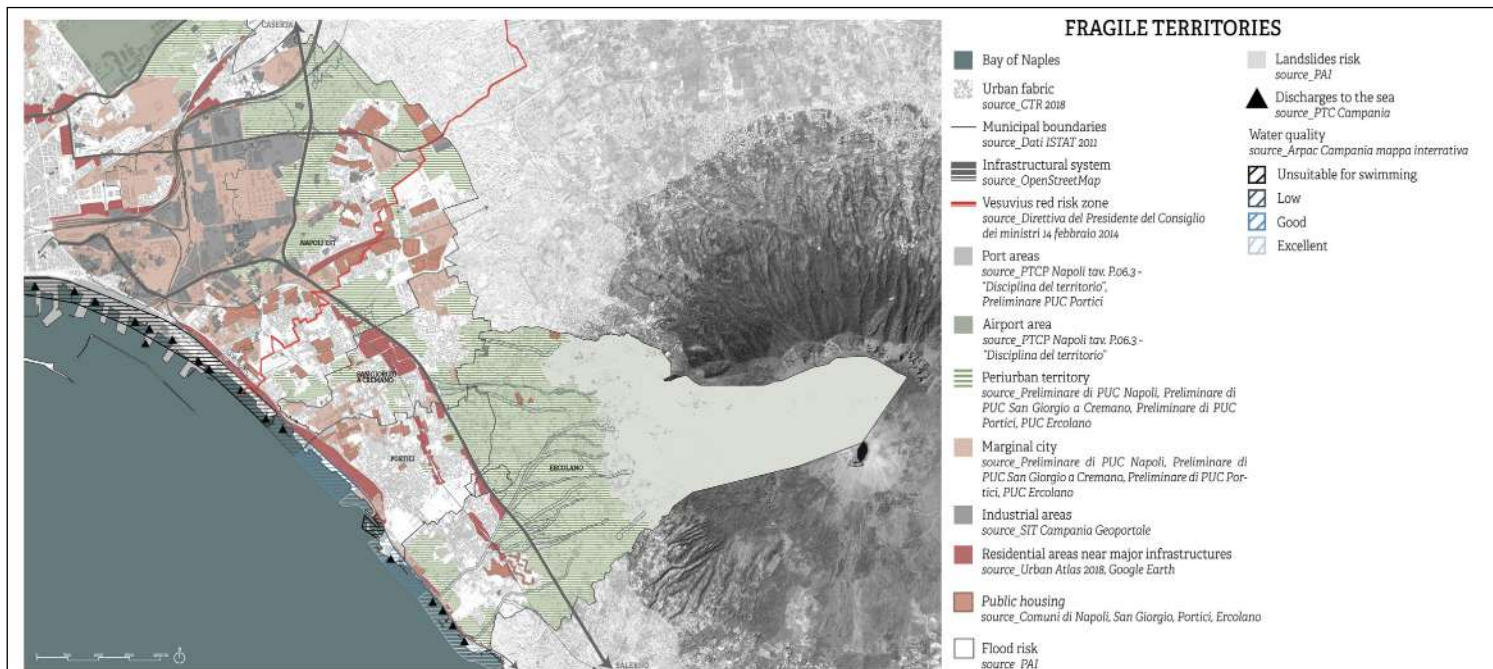 FRAGILE TERRITORIES
Bay of Naples
Urban fabric
source_CTR 2018
Municipal boundaries
source_Dati ISTAT 2011
Infrastructural system
source_OpenStreetMap
Vesuvius red risk zone
source_Direttiva del Presidente del Consiglio
dei ministri 14 febbraio 2014
Port areas
source_PTCP Napoli tav. P.06.3 -
"Disciplina del territorio",
Preliminare PUC Portici
Airport area
source_PTCP Napoli tav. P.06.3 -
"Disciplina del territorio"
Periurban territory
source_Preliminare di PUC Napoli, Preliminare di
PUC San Giorgio a Cremano, Preliminare di PUC
Portici, PUC Ercolano
Marginal city
source_Preliminare di PUC Napoli, Preliminare di
PUC San Giorgio a Cremano, Preliminare di PUC Por-
tici, PUC Ercolano
Industrial areas
source_SIT Campania Geoportale
Residential areas near major infrastructures
source_Urban Atlas 2018, Google Earth
Public housing
source_Comuni di Napoli, San Giorgio, Portici, Ercolano
Flood risk
source_PAI
Landslides risk
source_PAI
Discharges to the sea
source_PTC Campania
Water quality
source_Arpac Campania mappa interrativa
Unsuitable for swimming
Low
Good
Excellent
CASERTA
NAPOLI EST
SAN GIORGIO
A CREMANO
PORTICI
ERCOLANO
SALERNO